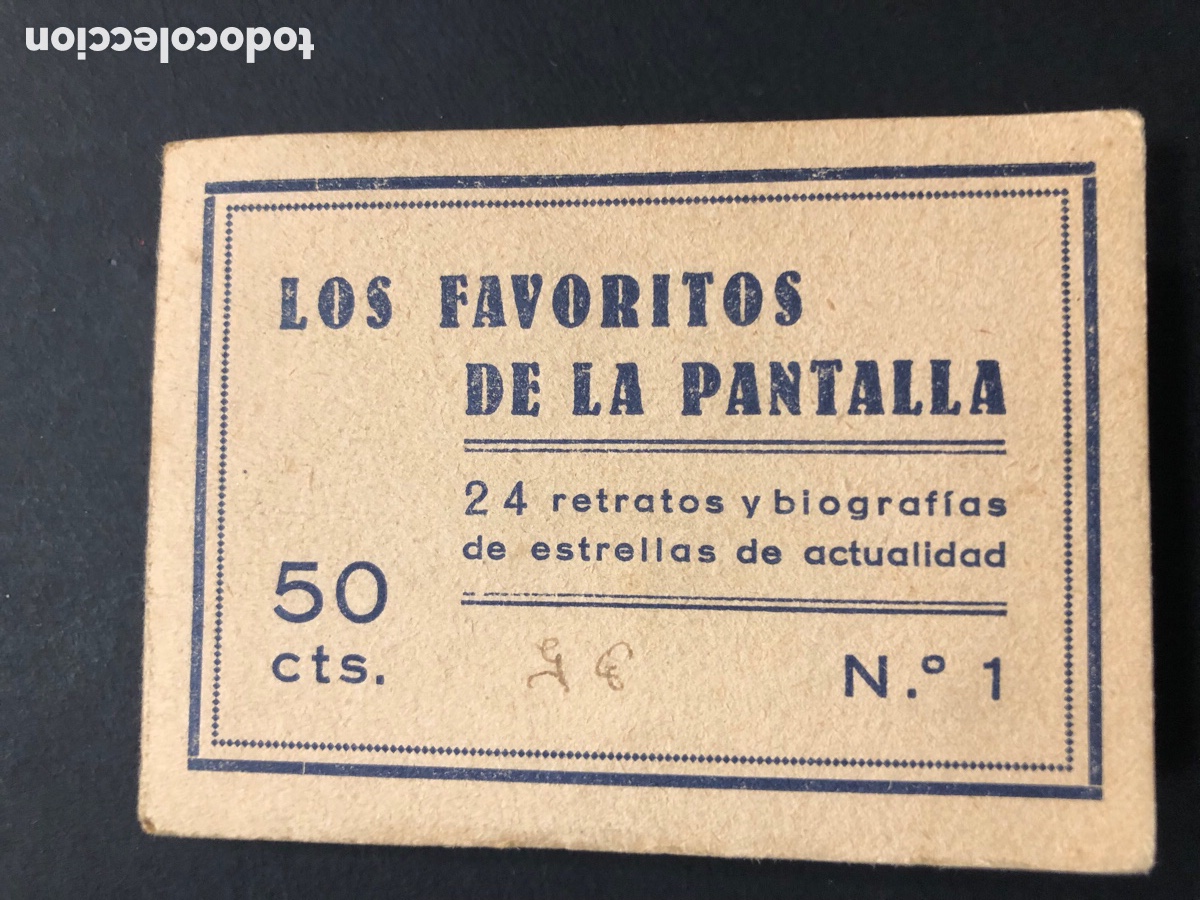 todocoleccion
LOS FAVORITOS
DE LA PANTALLA
24 retratos y biografías
de estrellas de actualidad
50
cts.
N.º 1